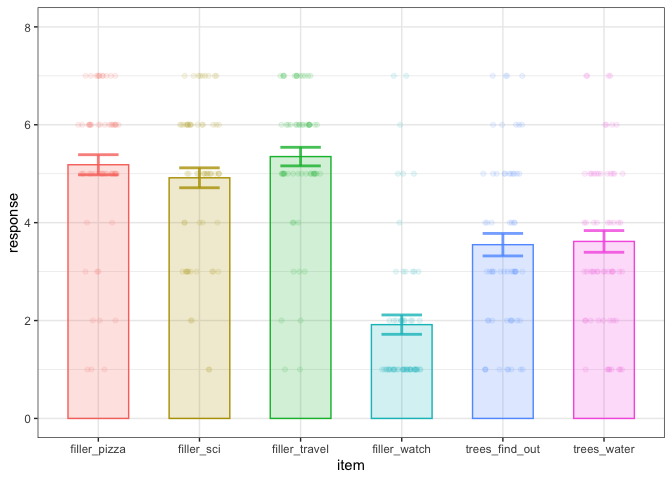 8
6
4
2
0
response
filler_pizza filler_sci filler_travel filler_watch trees_find_out trees_water
item